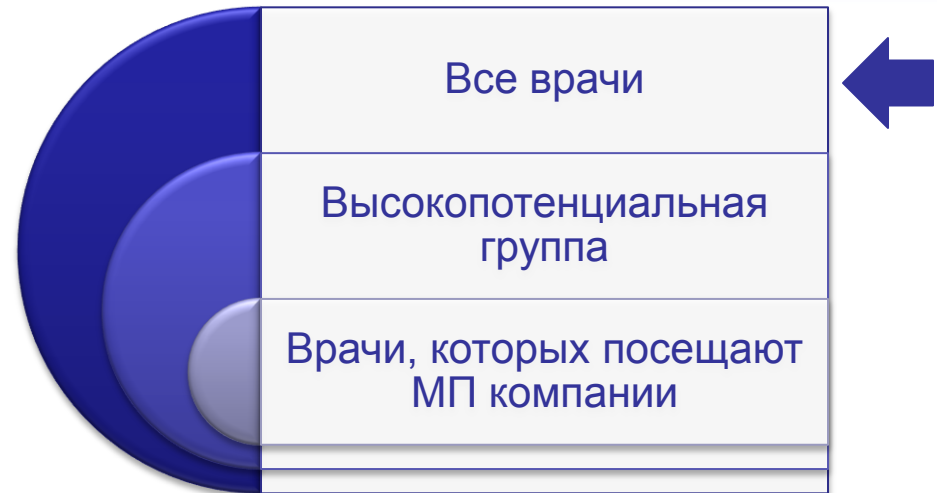 Все врачи
Высокопотенциальная
группа
Врачи, которых посещают
МП компании